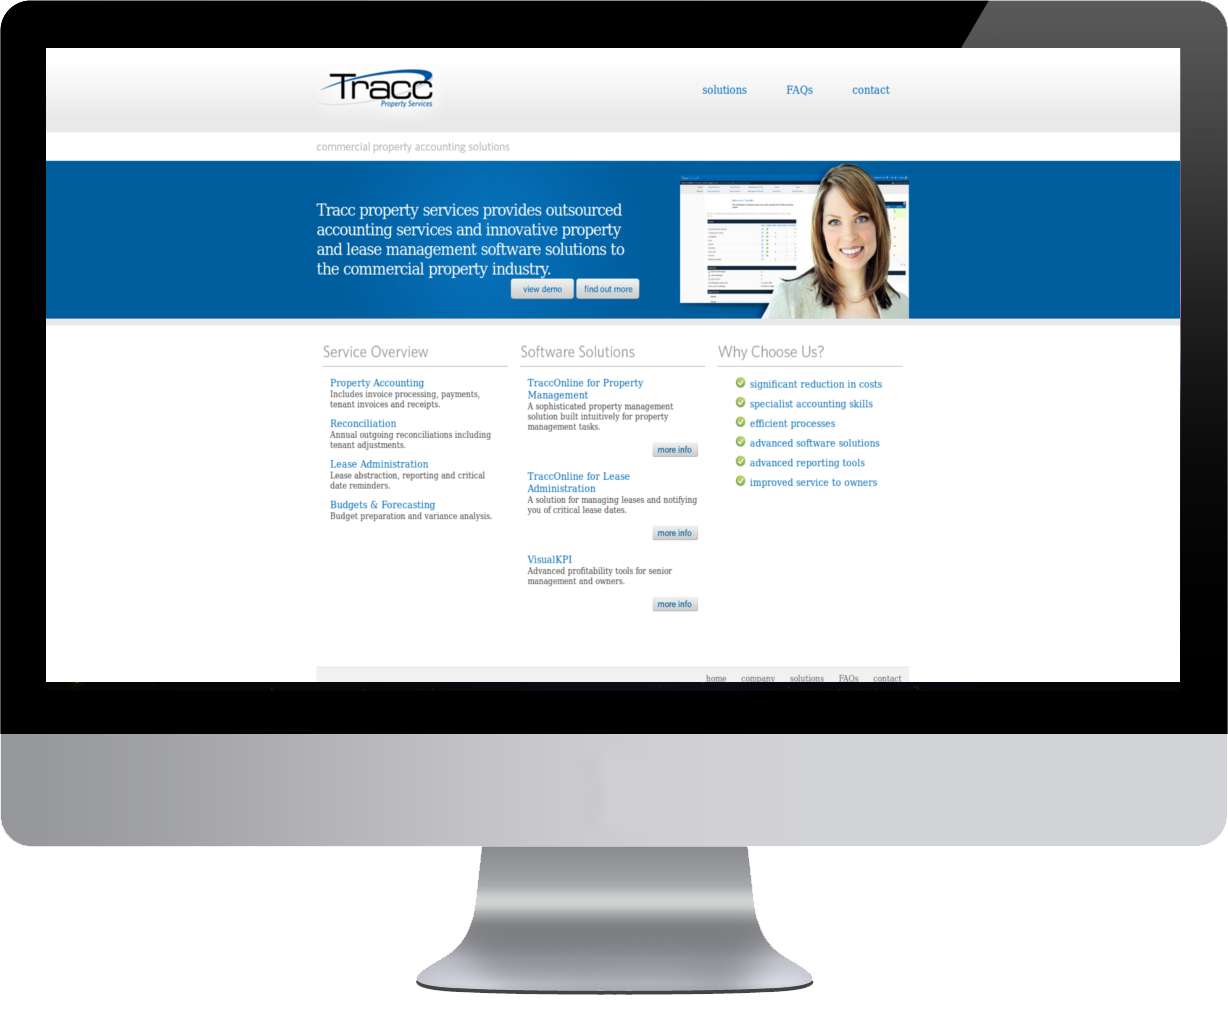 Tracc
Property Services
solutions
FAQs
contact
commercial property accounting solutions
Tracc property services provides outsourced
accounting services and innovative property
and lease management software solutions to
the commercial property industry.
view demo
find out more
Service Overview
Property Accounting
Includes invoice processing, payments,
tenant invoices and receipts.
Reconciliation
Annual outgoing reconciliations including
tenant adjustments.
Lease Administration
Lease abstraction, reporting and critical
date reminders.
Budgets & Forecasting
Budget preparation and variance analysis.
Software Solutions
TraccOnline for Property
Management
A sophisticated property management
solution built intuitively for property
management tasks.
more info
TraccOnline for Lease
Administration
A solution for managing leases and notifying
you of critical lease dates.
more info
VisualKPI
Advanced profitability tools for senior
management and owners.
more info
Why Choose Us?
significant reduction in costs
specialist accounting skills
efficient processes
advanced software solutions
advanced reporting tools
improved service to owners
home
company
solutions
FAQs
contact